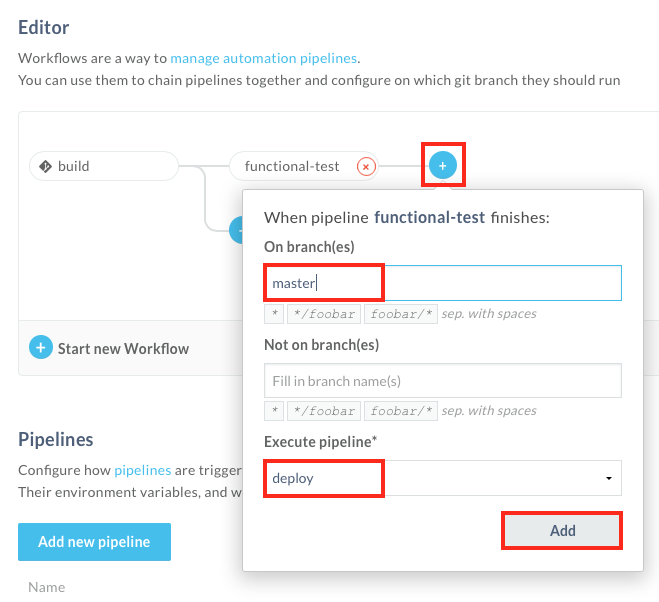 Editor
Workflows are a way to manage automation pipelines.
You can use them to chain pipelines together and configure on which git branch they should run
build
functional-test
When pipeline functional-test finishes:
On branch(es)
master
* */foobar foobar/* sep. with spaces
Not on branch(es)
Fill in branch name(s)
* */foobar foobar/* sep. with spaces
Execute pipeline*
deploy
Add
Start new Workflow
Pipelines
Configure how pipelines are trigger
Their environment variables, and w
Add new pipeline
Name